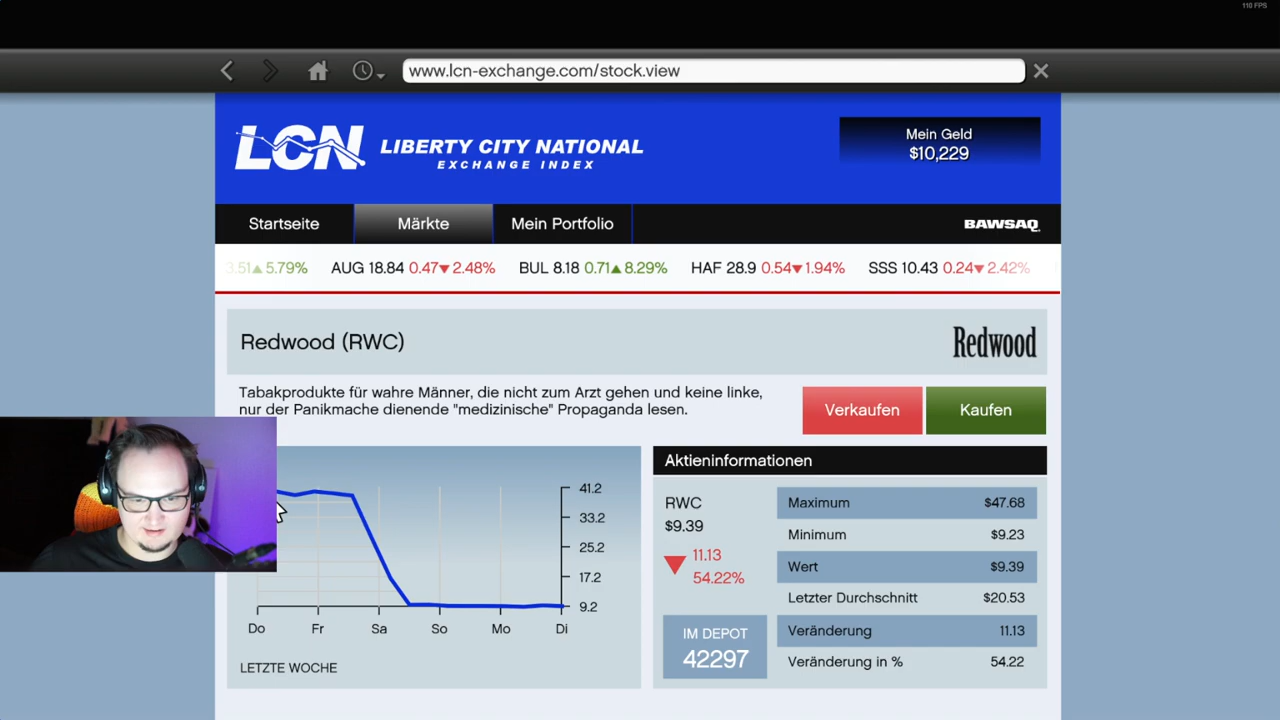 110 FPS
www.lcn-exchange.com/stock.view
LCN LIBERTY CITY NATIONAL
EXCHANGE INDEX
Mein Geld
$10,229
Startseite Märkte Mein Portfolio BAWSAQ
3.51▲5.79% AUG 18.84 0.47▼2.48% BUL 8.18 0.71▲8.29% HAF 28.9 0.54▼1.94% SSS 10.43 0.24▼2.42%
Redwood (RWC) Redwood
Tabakprodukte für wahre Männer, die nicht zum Arzt gehen und keine linke,
nur der Panikmache dienende "medizinische" Propaganda lesen.
Verkaufen Kaufen
41.2
33.2
25.2
17.2
9.2
Do Fr Sa So Mo Di
LETZTE WOCHE
Aktieninformationen
RWC
$9.39
11.13
54.22%
IM DEPOT
42297
Maximum $47.68
Minimum $9.23
Wert $9.39
Letzter Durchschnitt $20.53
Veränderung 11.13
Veränderung in % 54.22